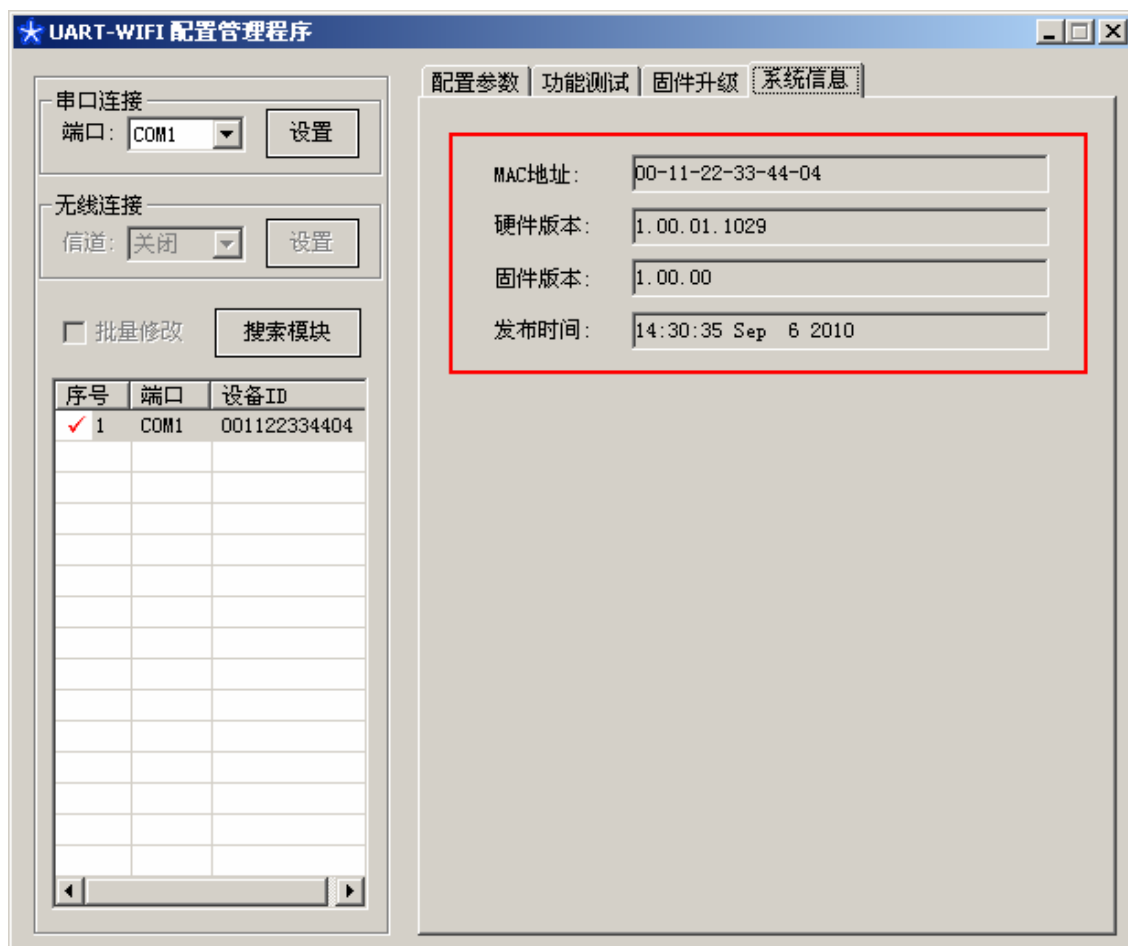 UART-WIFI 配置管理程序
串口连接
端口: COM1 设置
无线连接
信道: 关闭 设置
批量修改 搜索模块
序号 端口 设备ID
1 COM1 001122334404
配置参数 功能测试 固件升级 系统信息
MAC地址: 00-11-22-33-44-04
硬件版本: 1.00.01.1029
固件版本: 1.00.00
发布时间: 14:30:35 Sep  6 2010